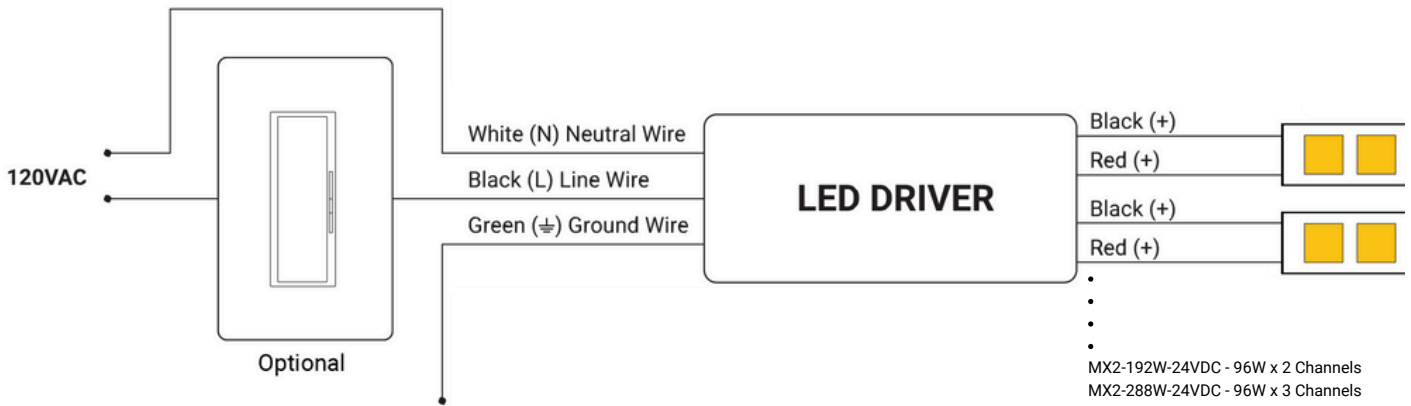 120VAC
Optional
White (N) Neutral Wire
Black (L) Line Wire
Green (⏚) Ground Wire
LED DRIVER
Black (+)
Red (+)
Black (+)
Red (+)
MX2-192W-24VDC - 96W x 2 Channels
MX2-288W-24VDC - 96W x 3 Channels